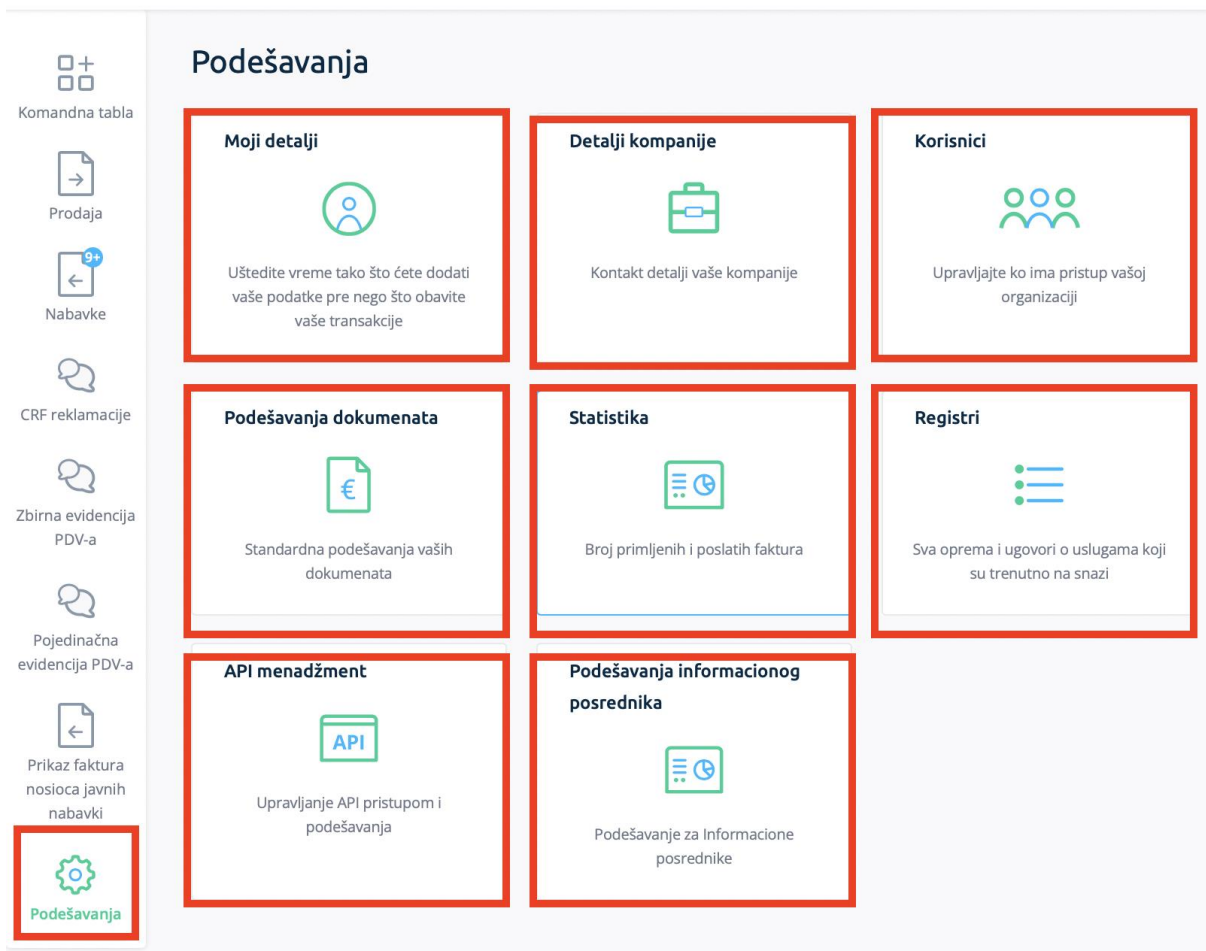 Podešavanja
Komandna tabla
Prodaja
9+
Nabavke
CRF reklamacije
Zbirna evidencija
PDV-a
Pojedinačna
evidencija PDV-a
Prikaz faktura
nosioca javnih
nabavki
Podešavanja
Moji detalji
Uštedite vreme tako što ćete dodati
vaše podatke pre nego što obavite
vaše transakcije
Detalji kompanije
Kontakt detalji vaše kompanije
Korisnici
Upravljajte ko ima pristup vašoj
organizaciji
Podešavanja dokumenata
€
Standardna podešavanja vaših
dokumenata
Statistika
Broj primljenih i poslatih faktura
Registri
Sva oprema i ugovori o uslugama koji
su trenutno na snazi
API menadžment
API
Upravljanje API pristupom i
podešavanja
Podešavanja informacionog
posrednika
Podešavanje za Informacione
posrednike